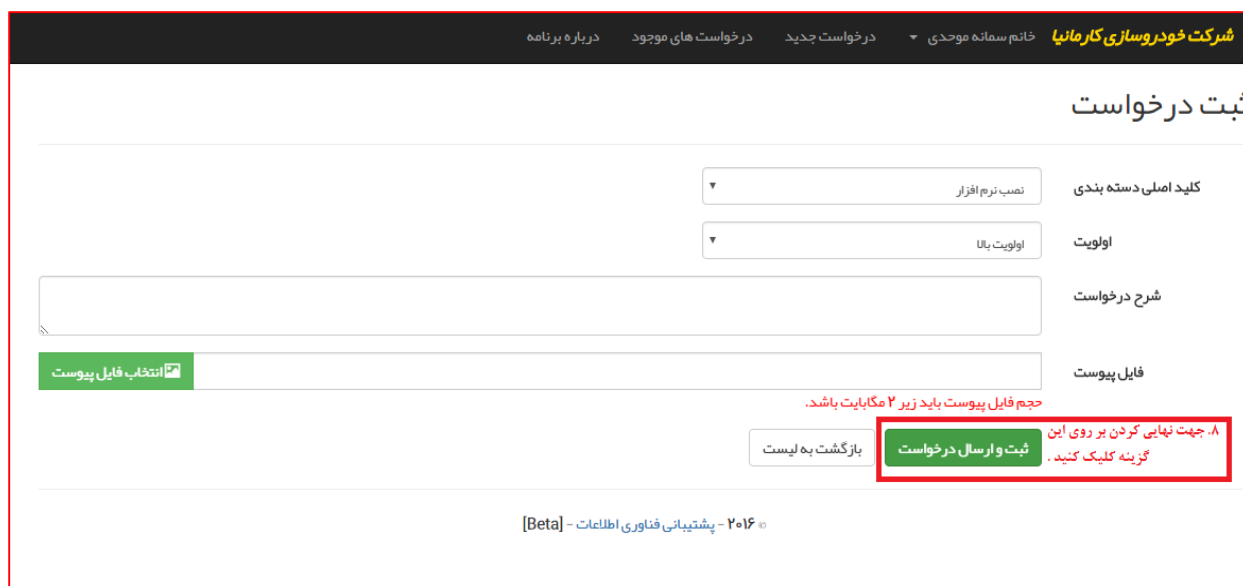 شرکت خودروسازی کارمانیا خانم سمانه موحدی درخواست جدید درخواست های موجود درباره برنامه
ثبت درخواست
کلید اصلی دسته بندی نصب نرم افزار
اولویت اولویت بالا
شرح درخواست
فایل پیوست انتخاب فایل پیوست
حجم فایل پیوست باید زیر ۲ مگابایت باشد.
۸. جهت نهایی کردن بر روی این
گزینه کلیک کنید .
ثبت و ارسال درخواست بازگشت به لیست
© ۲۰۱۶ - پشتیبانی فناوری اطلاعات - [Beta]